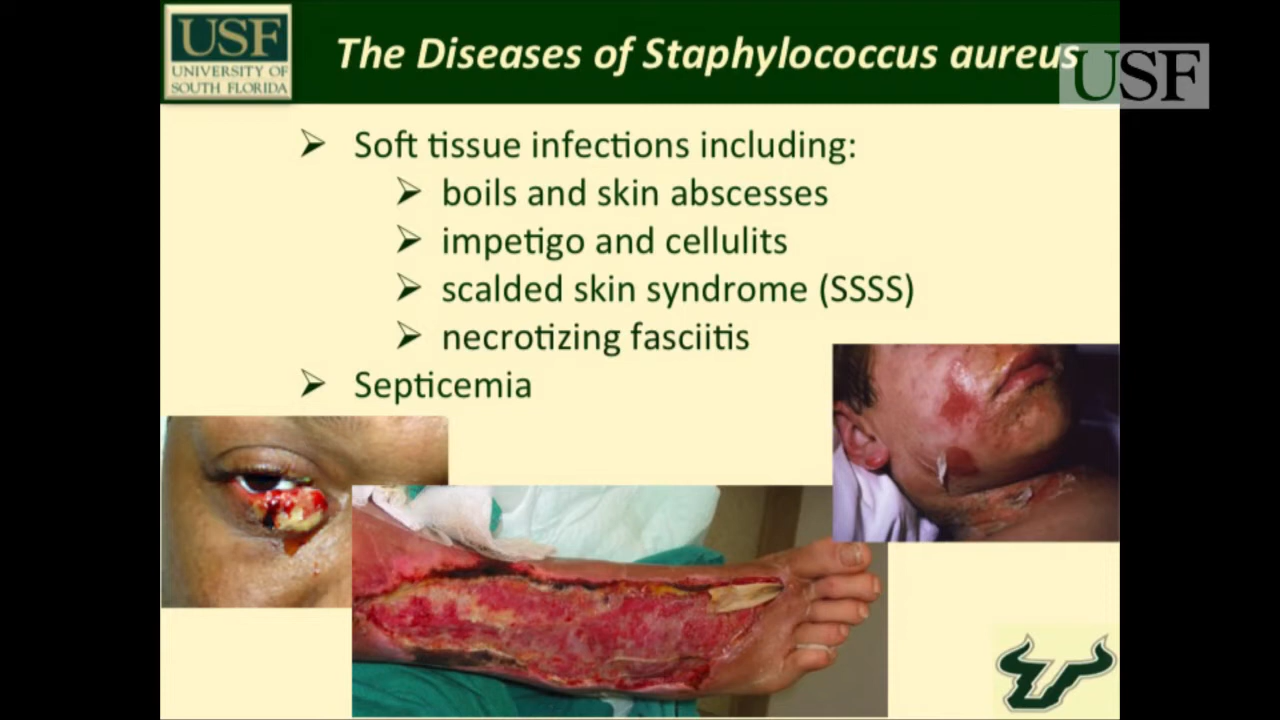 USF
UNIVERSITY OF
SOUTH FLORIDA
The Diseases of Staphylococcus aureus
USF
➢ Soft tissue infections including:
➢ boils and skin abscesses
➢ impetigo and cellulits
➢ scalded skin syndrome (SSSS)
➢ necrotizing fasciitis
➢ Septicemia